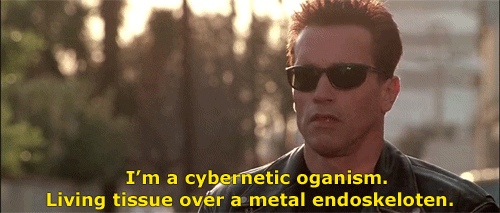 I'm a cybernetic oganism.
Living tissue over a metal endoskeloten.